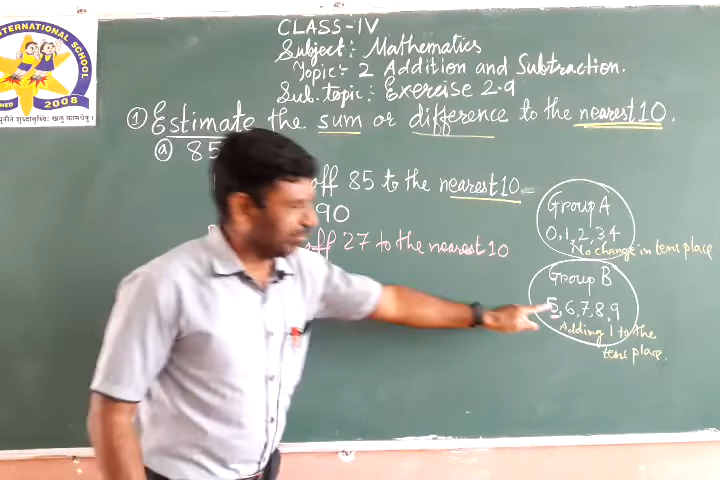 INTERNATIONAL SCHOOL
2008
CLASS-IV
Subject:- Mathematics
Topic:- 2 Addition and Subtraction.
Sub. topic: Exercise 2.9
① Estimate the sum or difference to the nearest 10.
ⓐ 85
off 85 to the nearest 10 =
90
off 27 to the nearest 10
Group A
0,1,2,3,4
No change in tens place
Group B
5,6,7,8,9
Adding 1 to the
tens place.